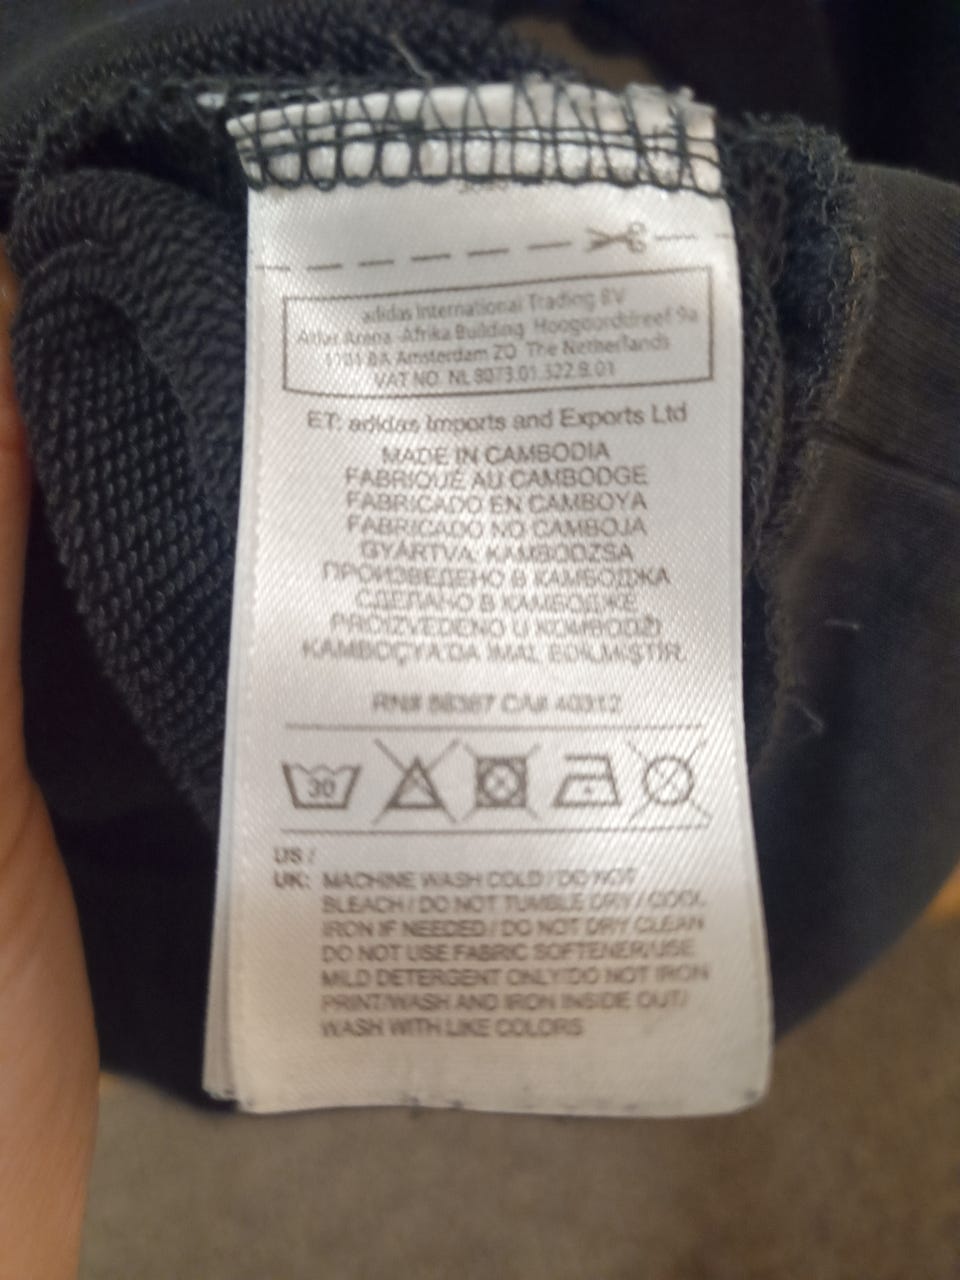 adidas International Trading BV
Atlas Arena -Afrika Building Hoogoorddreef 9a
1101 BA Amsterdam ZO The Netherlands
VAT NO. NL 8073.01.322.B.01
ET: adidas Imports and Exports Ltd
MADE IN CAMBODIA
FABRIQUÉ AU CAMBODGE
FABRICADO EN CAMBOYA
FABRICADO NO CAMBOJA
GYÁRTVA: KAMBODZSA
ПРОИЗВЕДЕНО В КАМБОДЖА
СДЕЛАНО В КАМБОДЖЕ
PROIZVEDENO U KOMBODŽI
KAMBOÇYA'DA IMAL EDILMIŞTIR.
RN# 88387 CA# 40312
30
US /
UK: MACHINE WASH COLD / DO NOT
BLEACH / DO NOT TUMBLE DRY / COOL
IRON IF NEEDED / DO NOT DRY CLEAN
DO NOT USE FABRIC SOFTENER/USE
MILD DETERGENT ONLY/DO NOT IRON
PRINT/WASH AND IRON INSIDE OUT/
WASH WITH LIKE COLORS